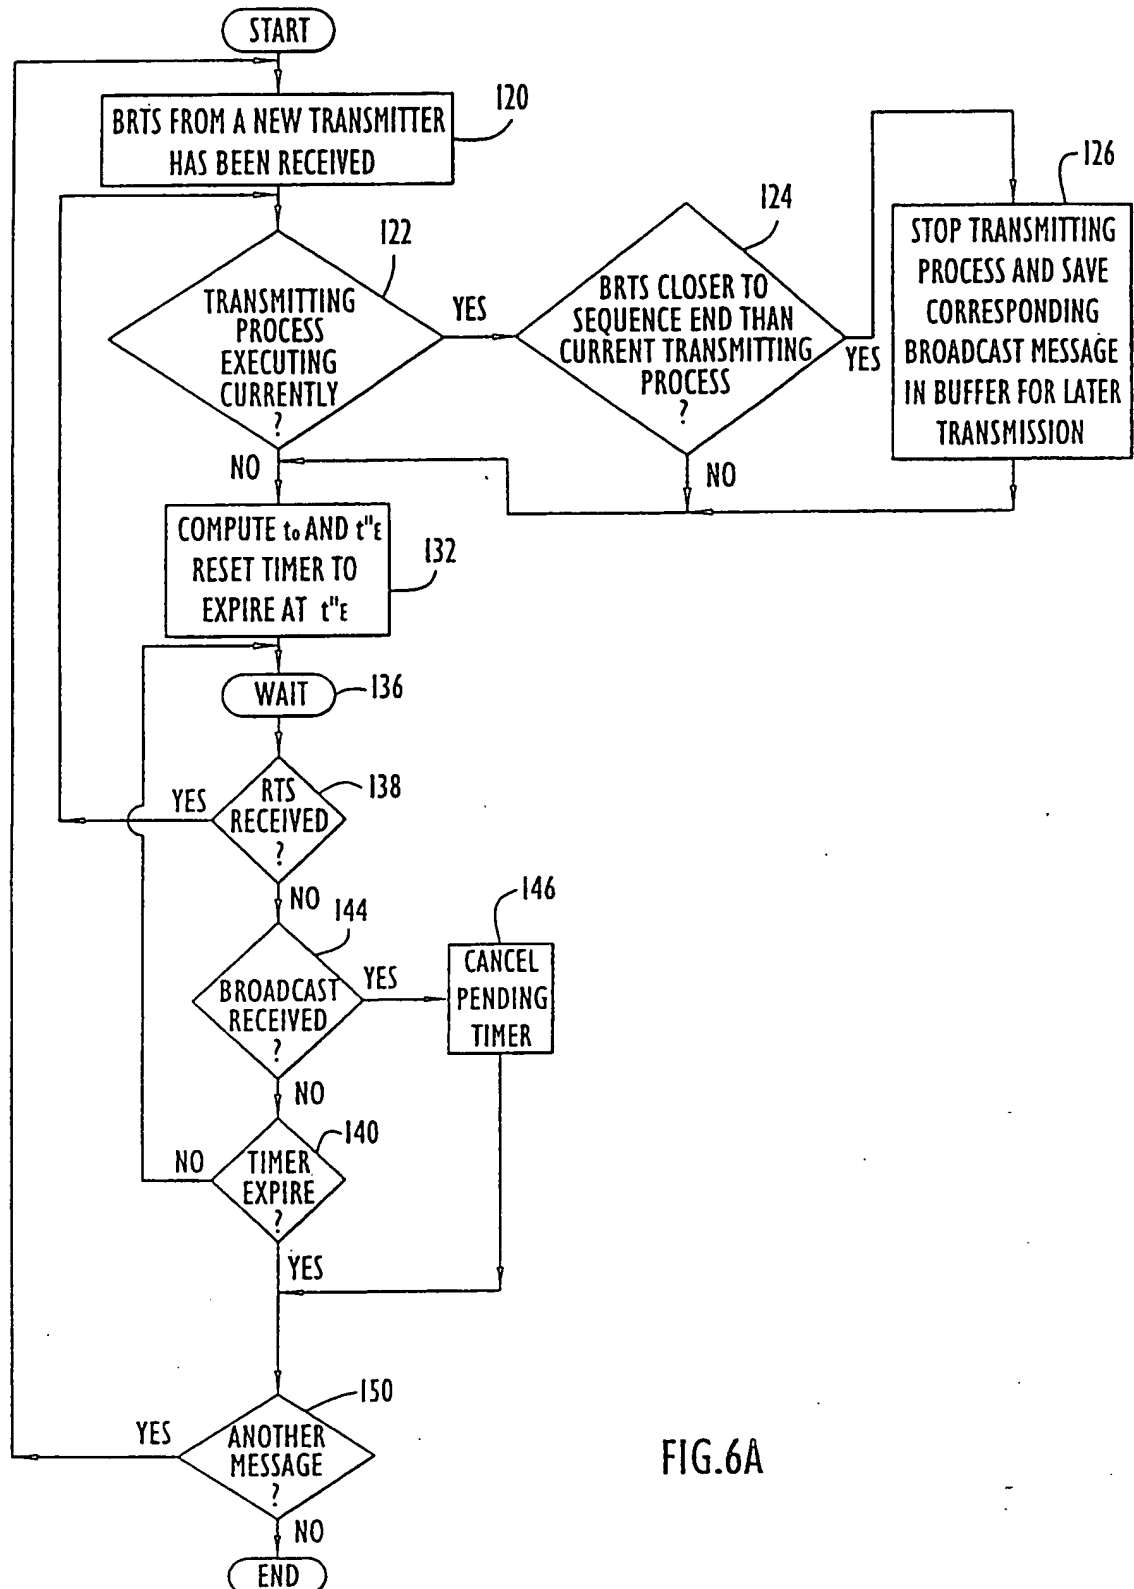 START
BRTS FROM A NEW TRANSMITTER
HAS BEEN RECEIVED
120
TRANSMITTING
PROCESS
EXECUTING
CURRENTLY
?
122
YES
NO
BRTS CLOSER TO
SEQUENCE END THAN
CURRENT TRANSMITTING
PROCESS
?
124
YES
NO
STOP TRANSMITTING
PROCESS AND SAVE
CORRESPONDING
BROADCAST MESSAGE
IN BUFFER FOR LATER
TRANSMISSION
126
COMPUTE t₀ AND t"E
RESET TIMER TO
EXPIRE AT t"E
132
WAIT
136
RTS
RECEIVED
?
138
YES
NO
BROADCAST
RECEIVED
?
144
YES
NO
CANCEL
PENDING
TIMER
146
TIMER
EXPIRE
?
140
NO
YES
ANOTHER
MESSAGE
?
150
YES
NO
END
FIG.6A